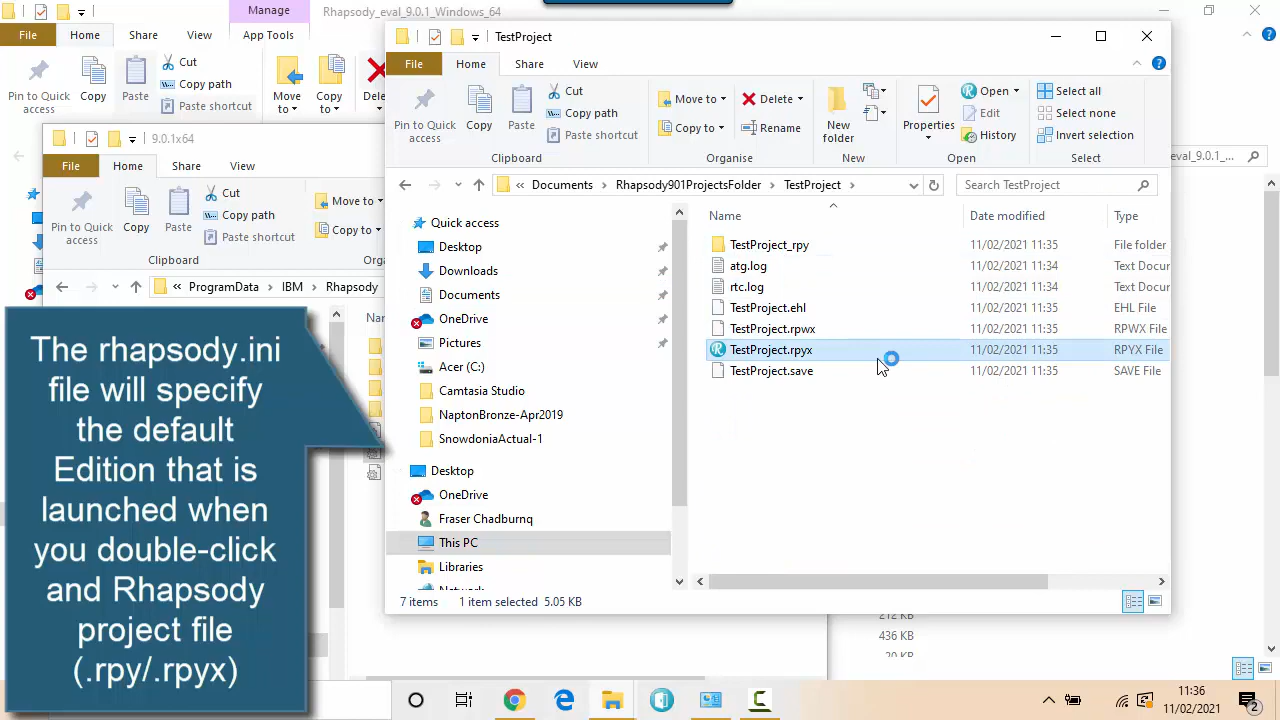 Manage
Rhapsody_eval_9.0.1_Windows_64
File
Home
Share
View
App Tools
Pin to Quick access
Copy
Paste
Cut
Copy path
Paste shortcut
Move to
Copy to
9.0.1x64
File
Home
Share
View
Pin to Quick access
Copy
Paste
Cut
Copy path
Paste shortcut
Clipboard
Move to
Copy to
« ProgramData > IBM > Rhapsody
TestProject
File
Home
Share
View
Pin to Quick access
Copy
Paste
Cut
Copy path
Paste shortcut
Clipboard
Move to
Copy to
Delete
Rename
Organise
New folder
New
Properties
Open
Edit
History
Open
Select all
Select none
Invert selection
Select
« Documents > Rhapsody901ProjectsFolder > TestProject >
Search TestProject
eval_9.0.1_...
Quick access
Desktop
Downloads
Documents
OneDrive
Pictures
Acer (C:)
Camtasia Studio
NaptonBronze-Apr2019
SnowdoniaActual-1
Desktop
OneDrive
Fraser Chadburnq
This PC
Libraries
Name Date modified Type
TestProject_rpy 11/02/2021 11:35 File folder
atg.log 11/02/2021 11:34 Text Docur
rtc.log 11/02/2021 11:34 Text Docur
TestProject.ehl 11/02/2021 11:35 EHL File
TestProject.rpwx 11/02/2021 11:35 RPWX File
TestProject.rpyx 11/02/2021 11:35 RPYX File
TestProject.save 11/02/2021 11:35 SAVE File
7 items 1 item selected 5.05 KB
The rhapsody.ini
file will specify
the default
Edition that is
launched when
you double-click
and Rhapsody
project file
(.rpy/.rpyx)
436 KB
11:36
11/02/2021
2